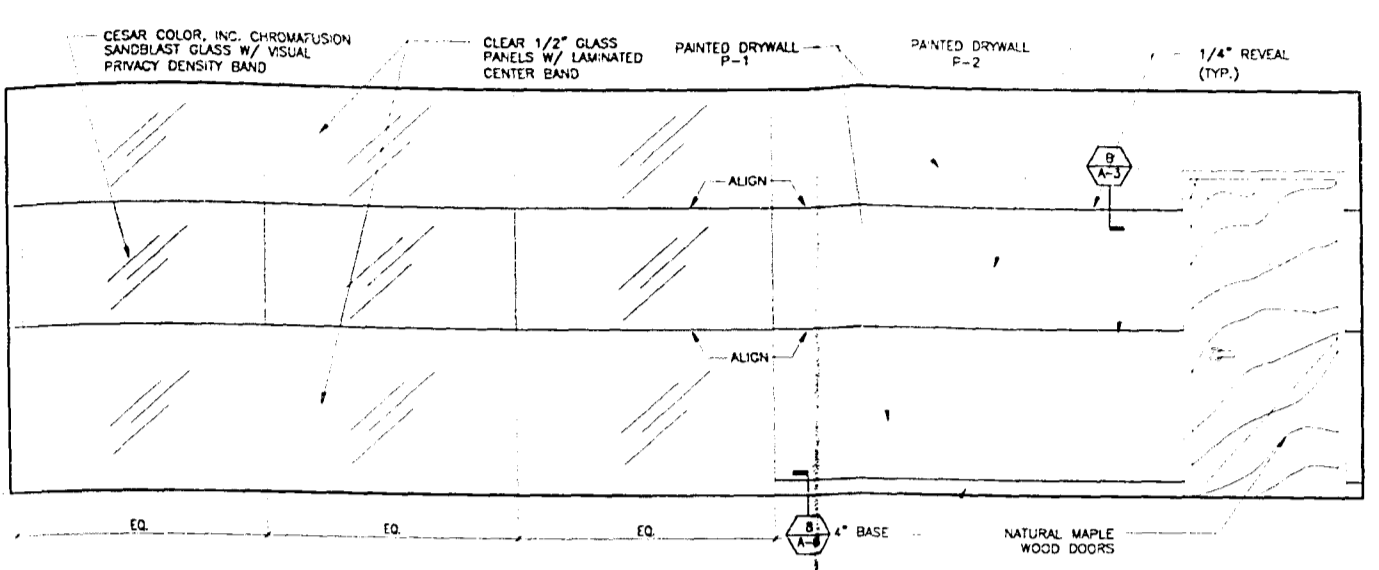 CESAR COLOR, INC. CHROMAFUSION
SANDBLAST GLASS W/ VISUAL
PRIVACY DENSITY BAND
CLEAR 1/2" GLASS
PANELS W/ LAMINATED
CENTER BAND
PAINTED DRYWALL
P-1
PAINTED DRYWALL
P-2
1/4" REVEAL
(TYP.)
B
A-3
ALIGN
ALIGN
EQ.
EQ.
EQ.
4" BASE
NATURAL MAPLE
WOOD DOORS